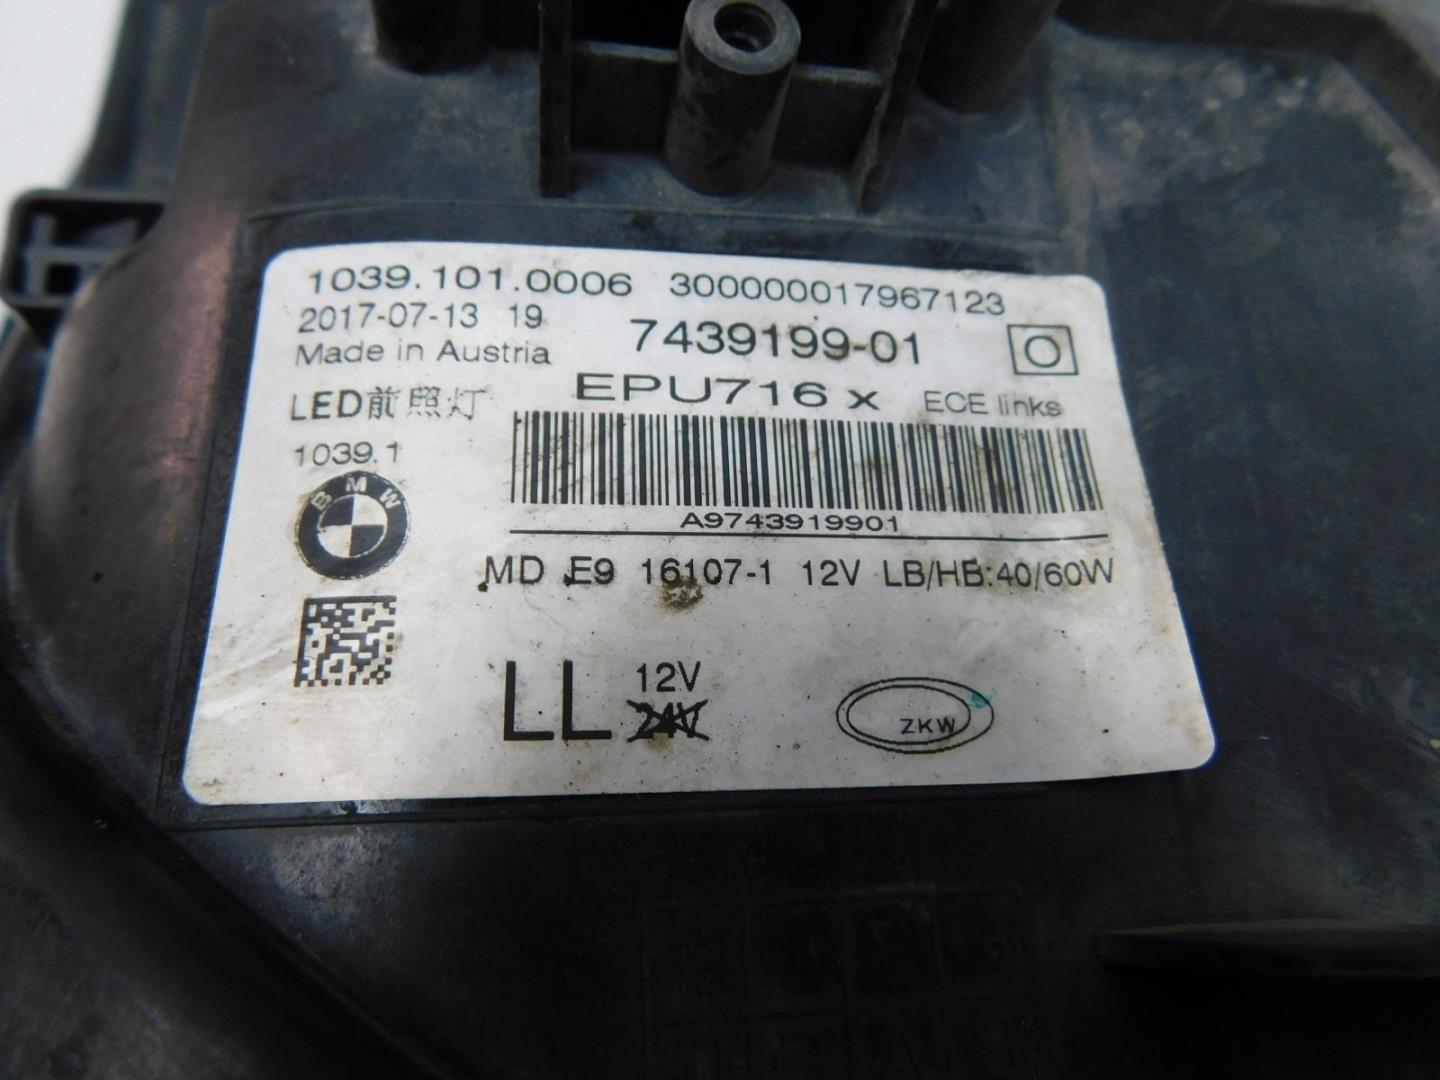 1039.101.0006 300000017967123
2017-07-13 19 7439199-01
Made in Austria
O
LED前照灯 EPU716 x ECE links
1039.1
BMW
A9743919901
MD E9 16107-1 12V LB/HB:40/60W
LL 12V
24V
ZKW